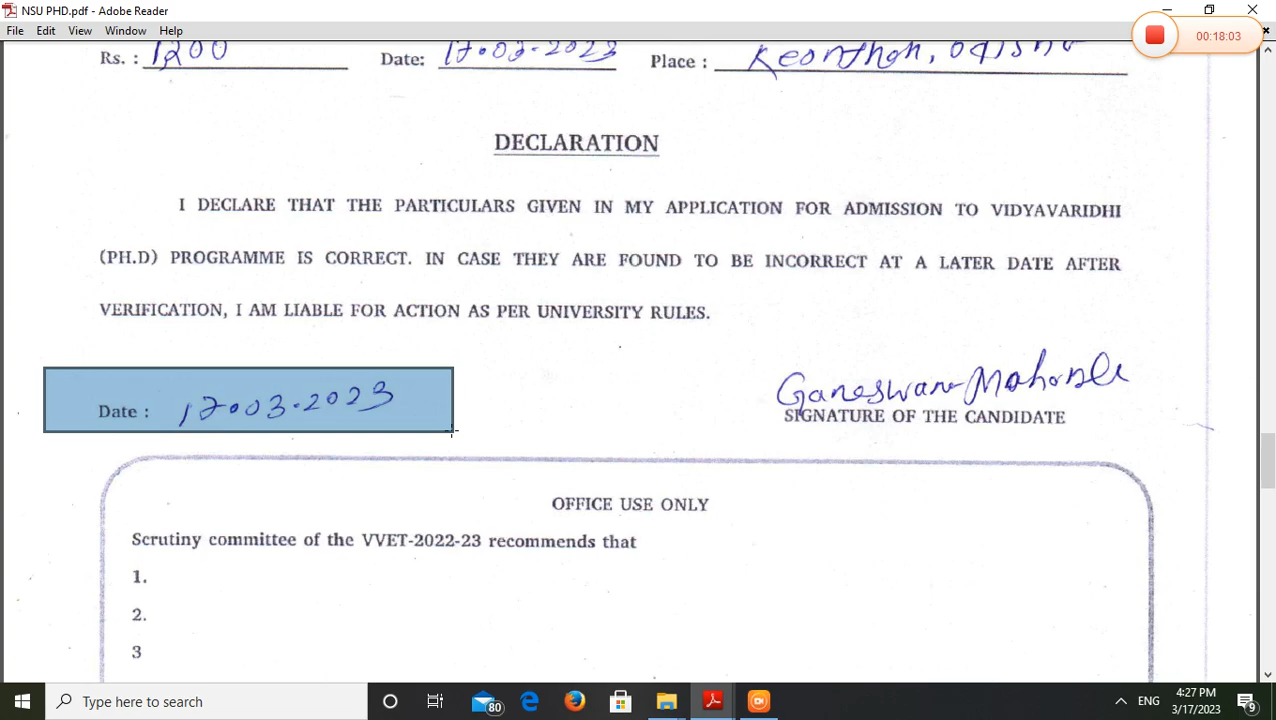 NSU PHD.pdf - Adobe Reader
File Edit View Window Help
00:18:03
Rs. : 1200 Date: 17.03.2023 Place :
DECLARATION
I DECLARE THAT THE PARTICULARS GIVEN IN MY APPLICATION FOR ADMISSION TO VIDYAVARIDHI
(PH.D) PROGRAMME IS CORRECT. IN CASE THEY ARE FOUND TO BE INCORRECT AT A LATER DATE AFTER
VERIFICATION, I AM LIABLE FOR ACTION AS PER UNIVERSITY RULES.
Date : 17.03.2023
SIGNATURE OF THE CANDIDATE
OFFICE USE ONLY
Scrutiny committee of the VVET-2022-23 recommends that
1.
2.
3
Type here to search 80 ENG 4:27 PM
3/17/2023 9